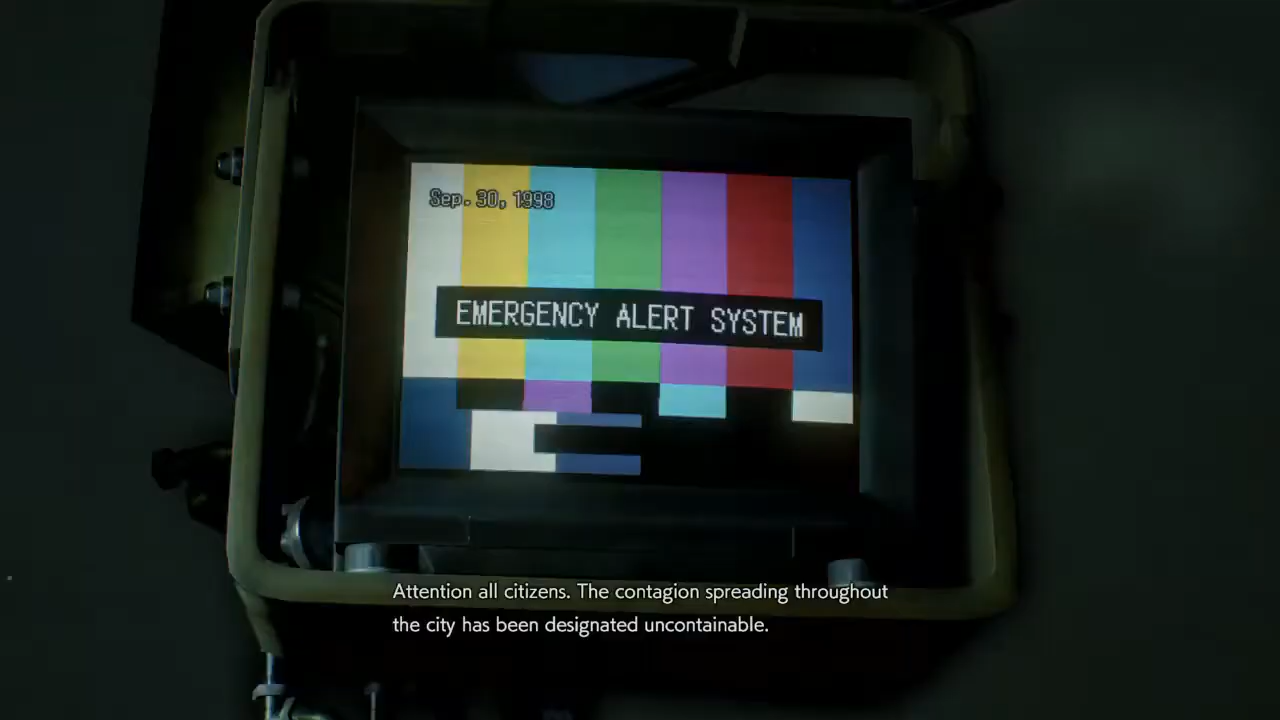 Sep. 30, 1998
EMERGENCY ALERT SYSTEM
Attention all citizens. The contagion spreading throughout
the city has been designated uncontainable.